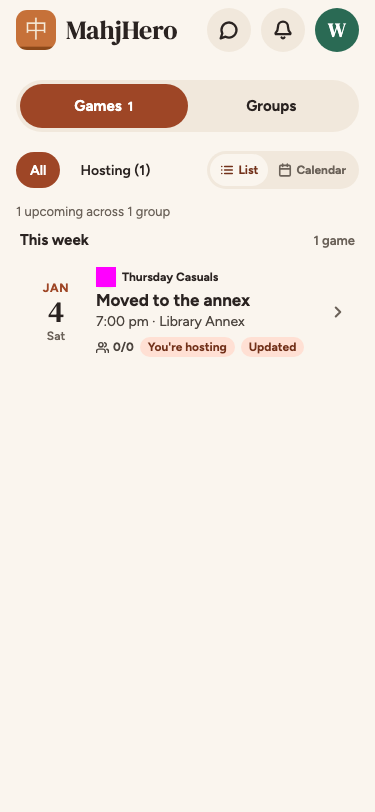 中 MahjHero W
Games 1 Groups
All Hosting (1) List Calendar
1 upcoming across 1 group
This week 1 game
Thursday Casuals
JAN
4
Sat
Moved to the annex
7:00 pm · Library Annex
0/0 You're hosting Updated